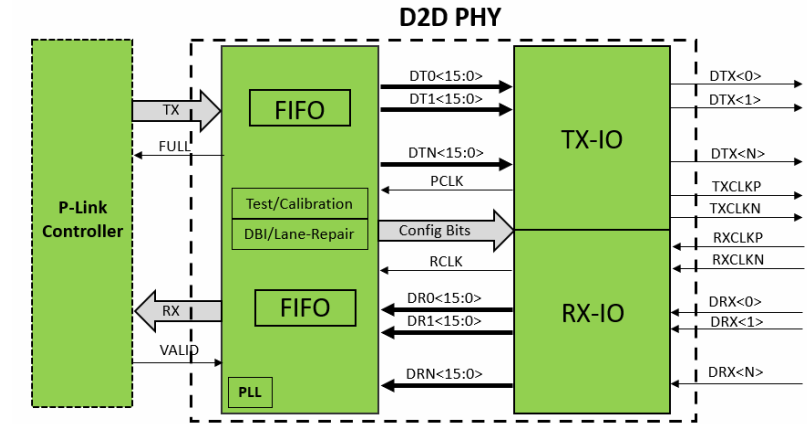 D2D PHY
P-Link
Controller
TX
FULL
RX
VALID
FIFO
Test/Calibration
DBI/Lane-Repair
FIFO
PLL
DT0<15:0>
DT1<15:0>
DTN<15:0>
PCLK
Config Bits
RCLK
DR0<15:0>
DR1<15:0>
DRN<15:0>
TX-IO
RX-IO
DTX<0>
DTX<1>
DTX<N>
TXCLKP
TXCLKN
RXCLKP
RXCLKN
DRX<0>
DRX<1>
DRX<N>